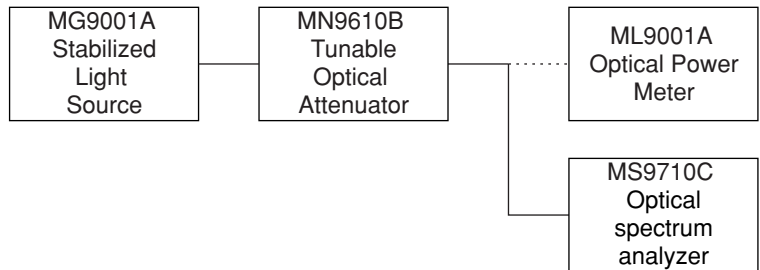 MG9001A
Stabilized
Light
Source
MN9610B
Tunable
Optical
Attenuator
ML9001A
Optical Power
Meter
MS9710C
Optical
spectrum
analyzer